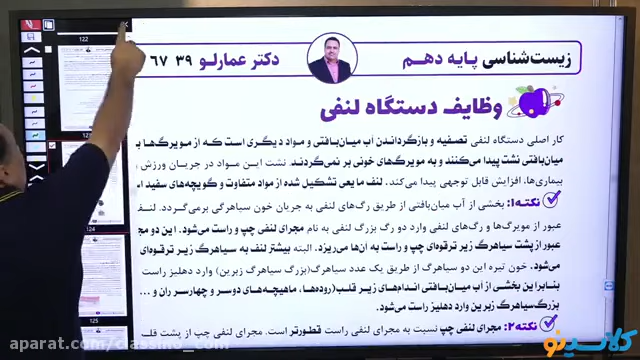 زیست‌شناسی پایه دهم
دکتر عمارلو ۳۹ ۶۷
وظایف دستگاه لنفی
کار اصلی دستگاه لنفی تصفیه و بازگرداندن آب میان‌بافتی و مواد دیگری است که از مویرگ‌ها
میان‌بافتی نشت پیدا می‌کنند و به مویرگ‌های خونی بر نمی‌گردند. نشت این مواد در جریان ورزش
بیماری‌ها، افزایش قابل توجهی پیدا می‌کند. لنف مایعی تشکیل شده از مواد متفاوت و گویچه‌های سفید
نکته۱: بخشی از آب میان‌بافتی از طریق رگ‌های لنفی به جریان خون سیاهرگی برمی‌گردد.
عبور از مویرگ‌ها و رگ‌های لنفی وارد دو رگ بزرگ لنفی به نام مجرای لنفی چپ و راست می‌شود. این دو
عبور از پشت سیاهرگ زیر ترقوه‌ای چپ و راست به آن‌ها می‌ریزد. البته بیشتر لنف به سیاهرگ زیر ترقوه‌ای
می‌شود. خون تیره این دو سیاهرگ از طریق یک عدد سیاهرگ(بزرگ سیاهرگ زبرین) وارد دهلیز راست
بنابراین بخشی از آب میان‌بافتی اندام‌های زیر قلب(روده‌ها، ماهیچه‌های دوسر و چهارسر ران و ...
بزرگ‌سیاهرگ زبرین وارد دهلیز راست می‌شود.
نکته۲: مجرای لنفی چپ نسبت به مجرای لنفی راست قطورتر است. مجرای لنفی چپ از پشت قلب
122
124
125
aparat.com/classino
کلاسینو